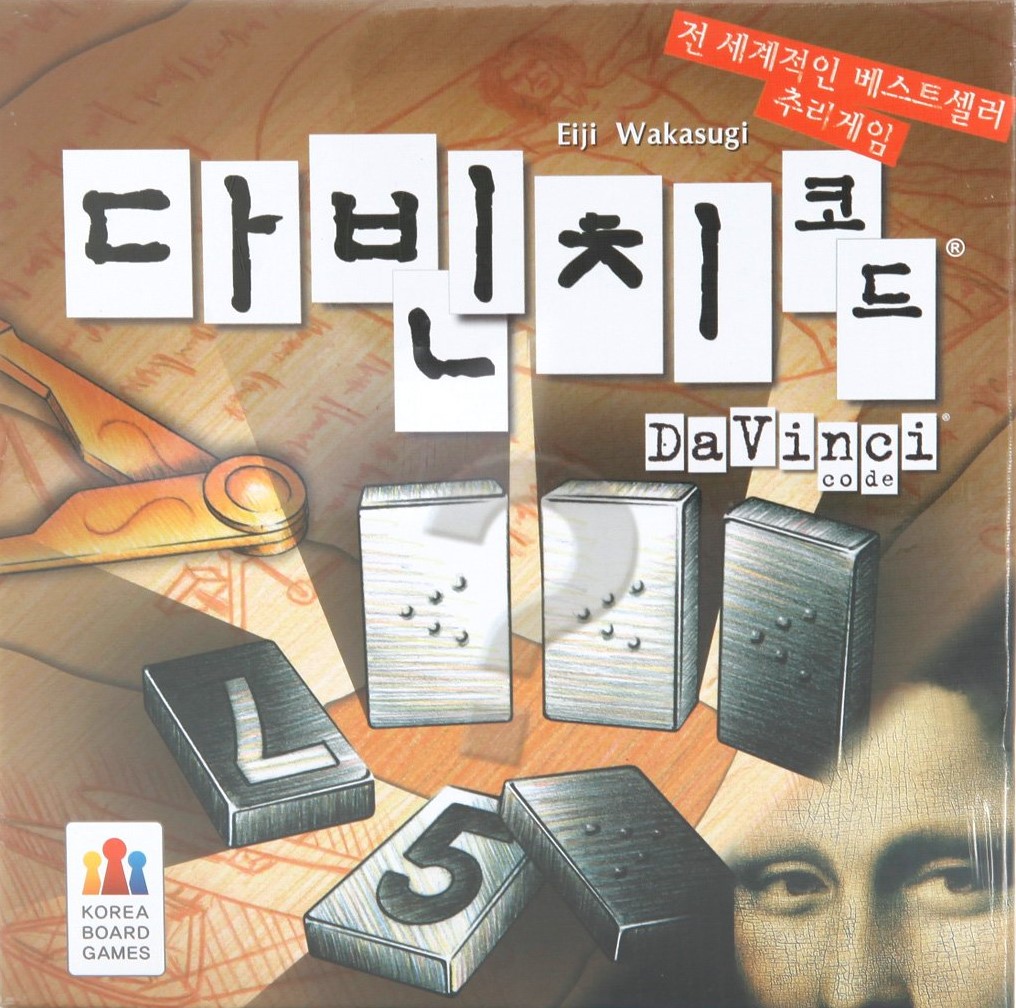 전 세계적인 베스트셀러
추리게임
Eiji Wakasugi
다빈치코드®
DaVinci®
code
5
KOREA
BOARD
GAMES